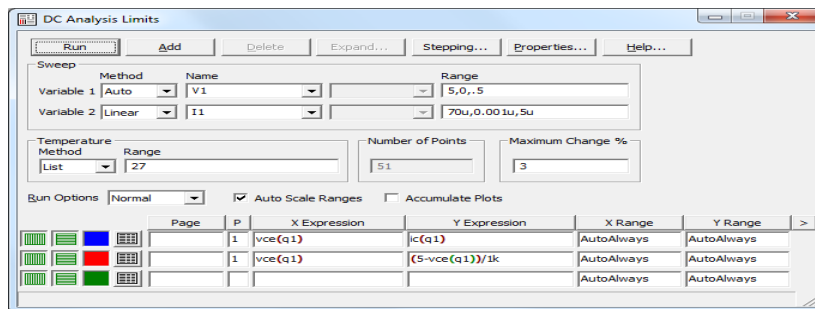 DC Analysis Limits
Run Add Delete Expand... Stepping... Properties... Help...
Sweep
Method Name Range
Variable 1 Auto V1 5,0,.5
Variable 2 Linear I1 70u,0.001u,5u
Temperature Number of Points Maximum Change %
Method Range
List 27 51 3
Run Options Normal Auto Scale Ranges Accumulate Plots
Page P X Expression Y Expression X Range Y Range >
1 vce(q1) ic(q1) AutoAlways AutoAlways
1 vce(q1) (5-vce(q1))/1k AutoAlways AutoAlways
AutoAlways AutoAlways